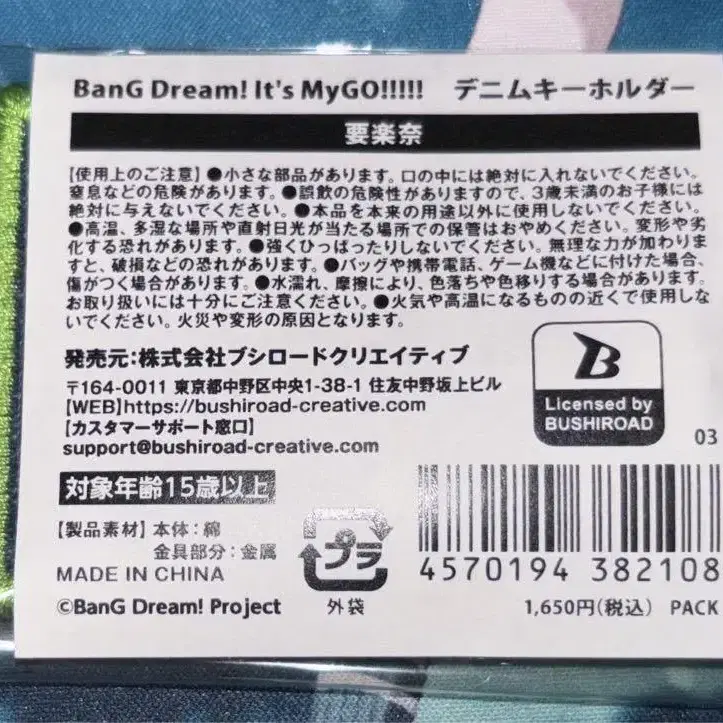 BanG Dream! It's MyGO!!!!! デニムキーホルダー
要楽奈
【使用上のご注意】●小さな部品があります。口の中には絶対に入れないでください。
窒息などの危険があります。●誤飲の危険性がありますので、3歳未満のお子様には
絶対に与えないでください。●本品を本来の用途以外に使用しないでください。
●高温、多湿な場所や直射日光が当たる場所での保管はおやめください。変形や劣
化する恐れがあります。●強くひっぱったりしないでください。無理な力が加わりま
すと、破損などの恐れがあります。●バッグや携帯電話、ゲーム機などに付けた場合、
傷がつく場合があります。●水濡れ、摩擦により、色落ちや色移りする場合があります。
お取り扱いには十分にご注意ください。●火気や高温になるものの近くで使用しな
いでください。火災や変形の原因となります。
発売元:株式会社ブシロードクリエイティブ
〒164-0011 東京都中野区中央1-38-1 住友中野坂上ビル
【WEB】https://bushiroad-creative.com
【カスタマーサポート窓口】
support@bushiroad-creative.com
B
Licensed by
BUSHIROAD
03
対象年齢15歳以上
【製品素材】本体:綿
金具部分:金属
MADE IN CHINA
©BanG Dream! Project
プラ
外袋
4570194 382108
1,650円(税込) PACK